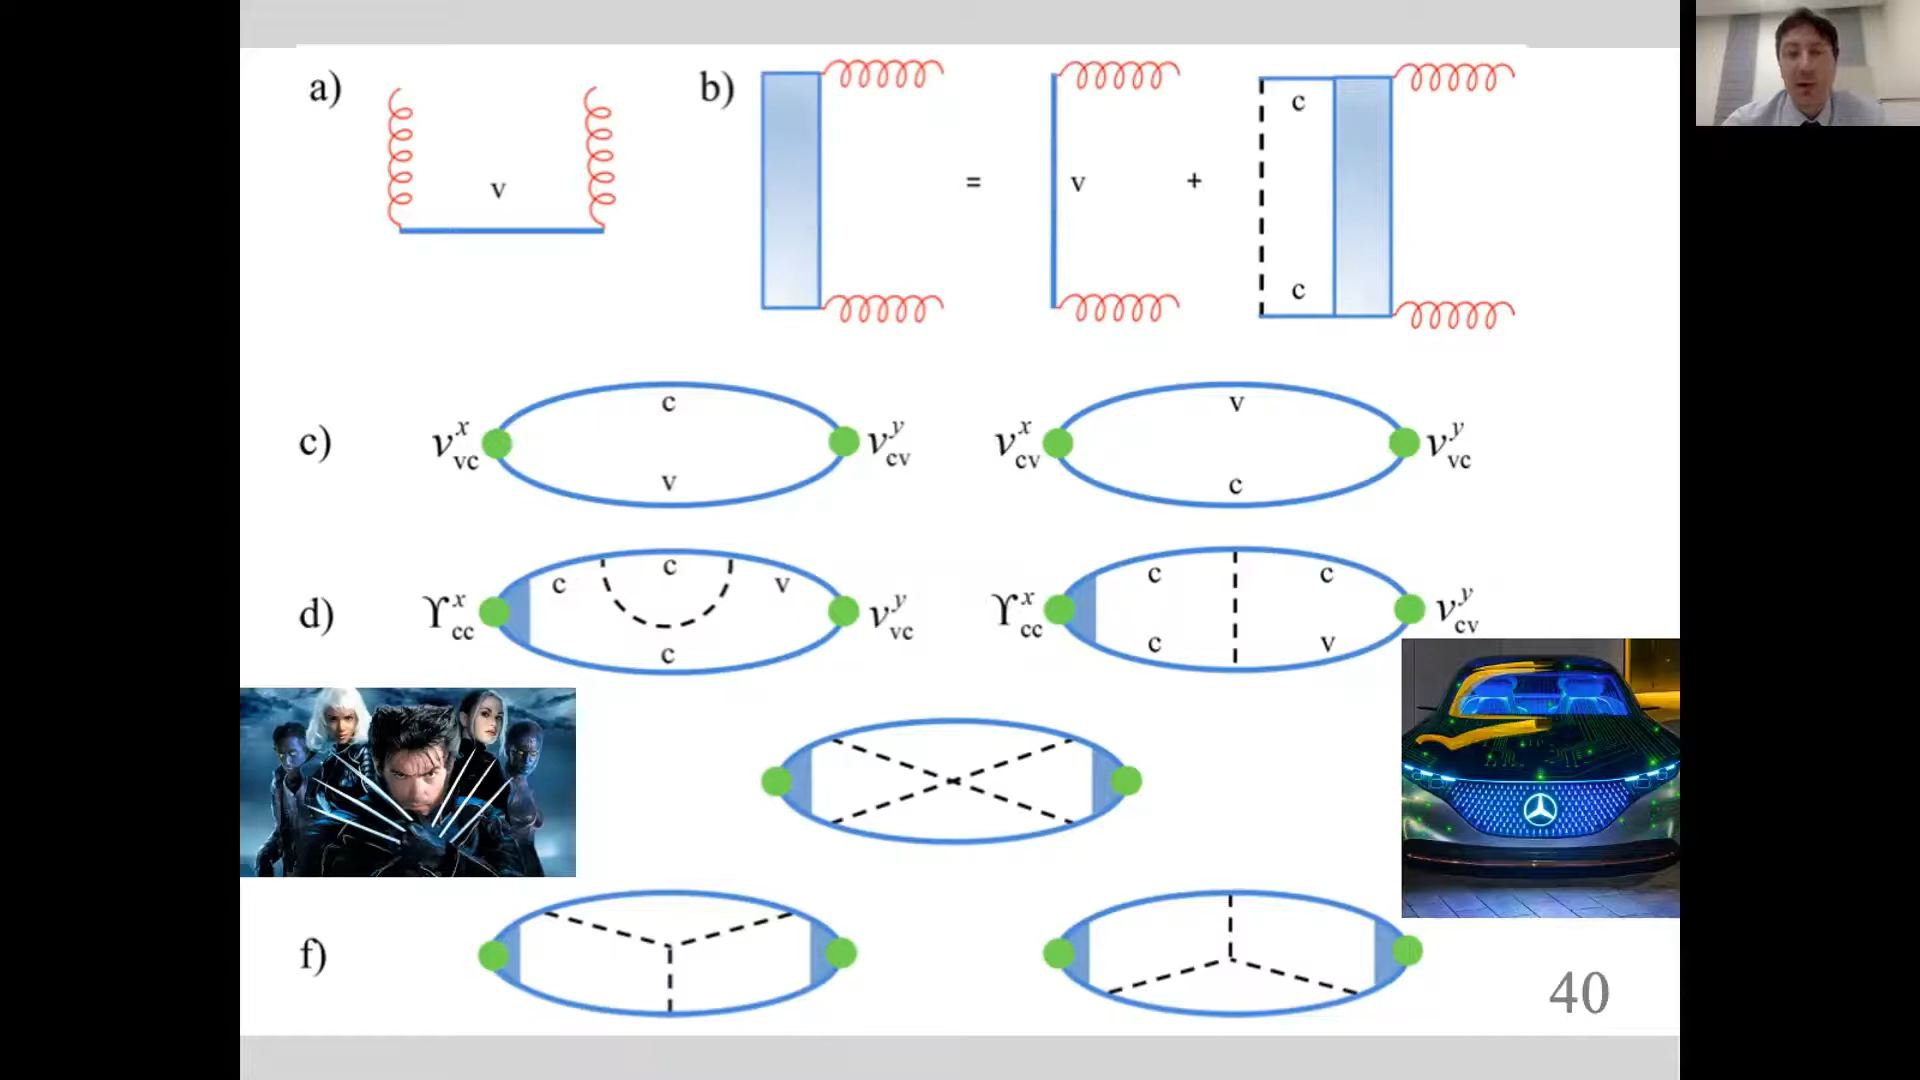 a)
v
b)
=
v
+
c
c
c)
ν^x_vc
c
v
ν^y_cv
ν^x_cv
v
c
ν^y_vc
d)
ϒ^x_cc
c
c
v
c
ν^y_vc
ϒ^x_cc
c
c
c
v
ν^y_cv
f)
40